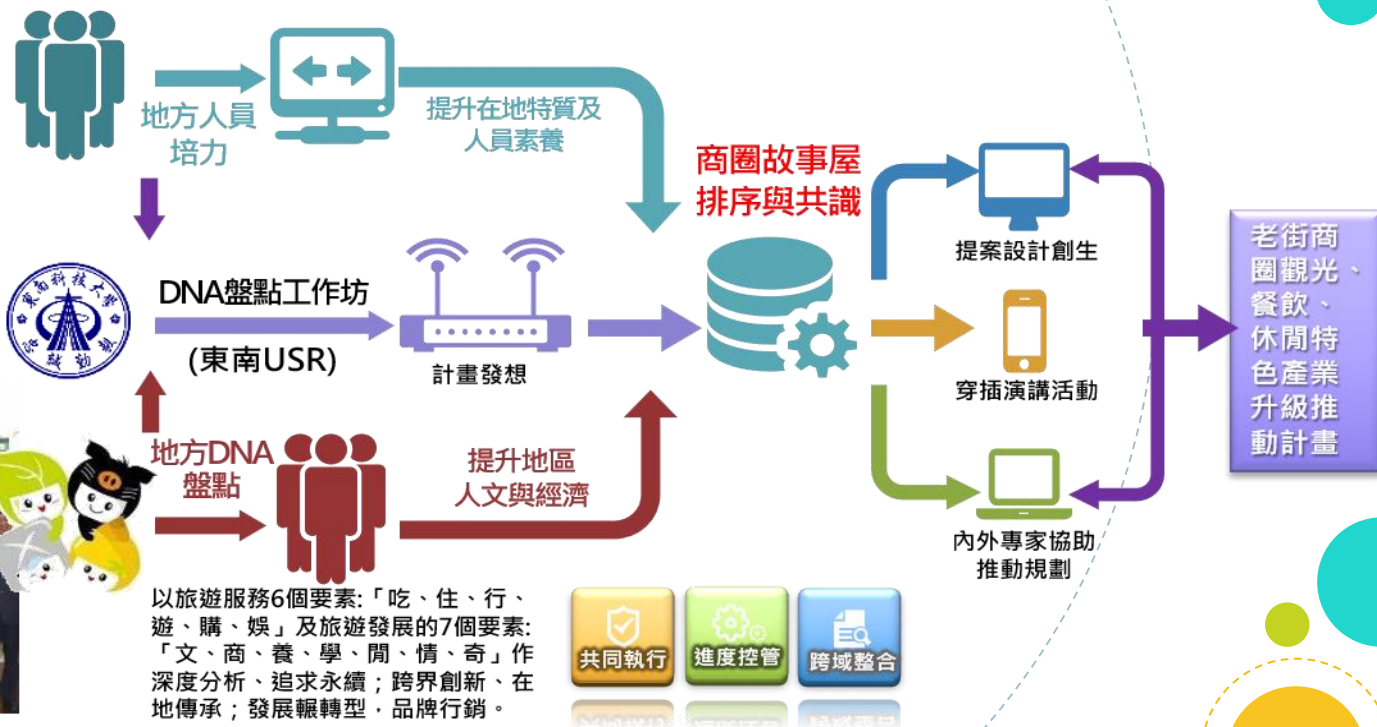 地方人員
培力
提升在地特質及
人員素養
商圈故事屋
排序與共識
東南科技大學
DNA盤點工作坊
(東南USR)
計畫發想
地方DNA
盤點
提升地區
人文與經濟
提案設計創生
穿插演講活動
內外專家協助
推動規劃
老街商
圈觀光、
餐飲、
休閒特
色產業
升級推
動計畫
以旅遊服務6個要素:「吃、住、行、
遊、購、娛」及旅遊發展的7個要素:
「文、商、養、學、閒、情、奇」作
深度分析、追求永續；跨界創新、在
地傳承；發展輾轉型，品牌行銷。
共同執行
進度控管
跨域整合